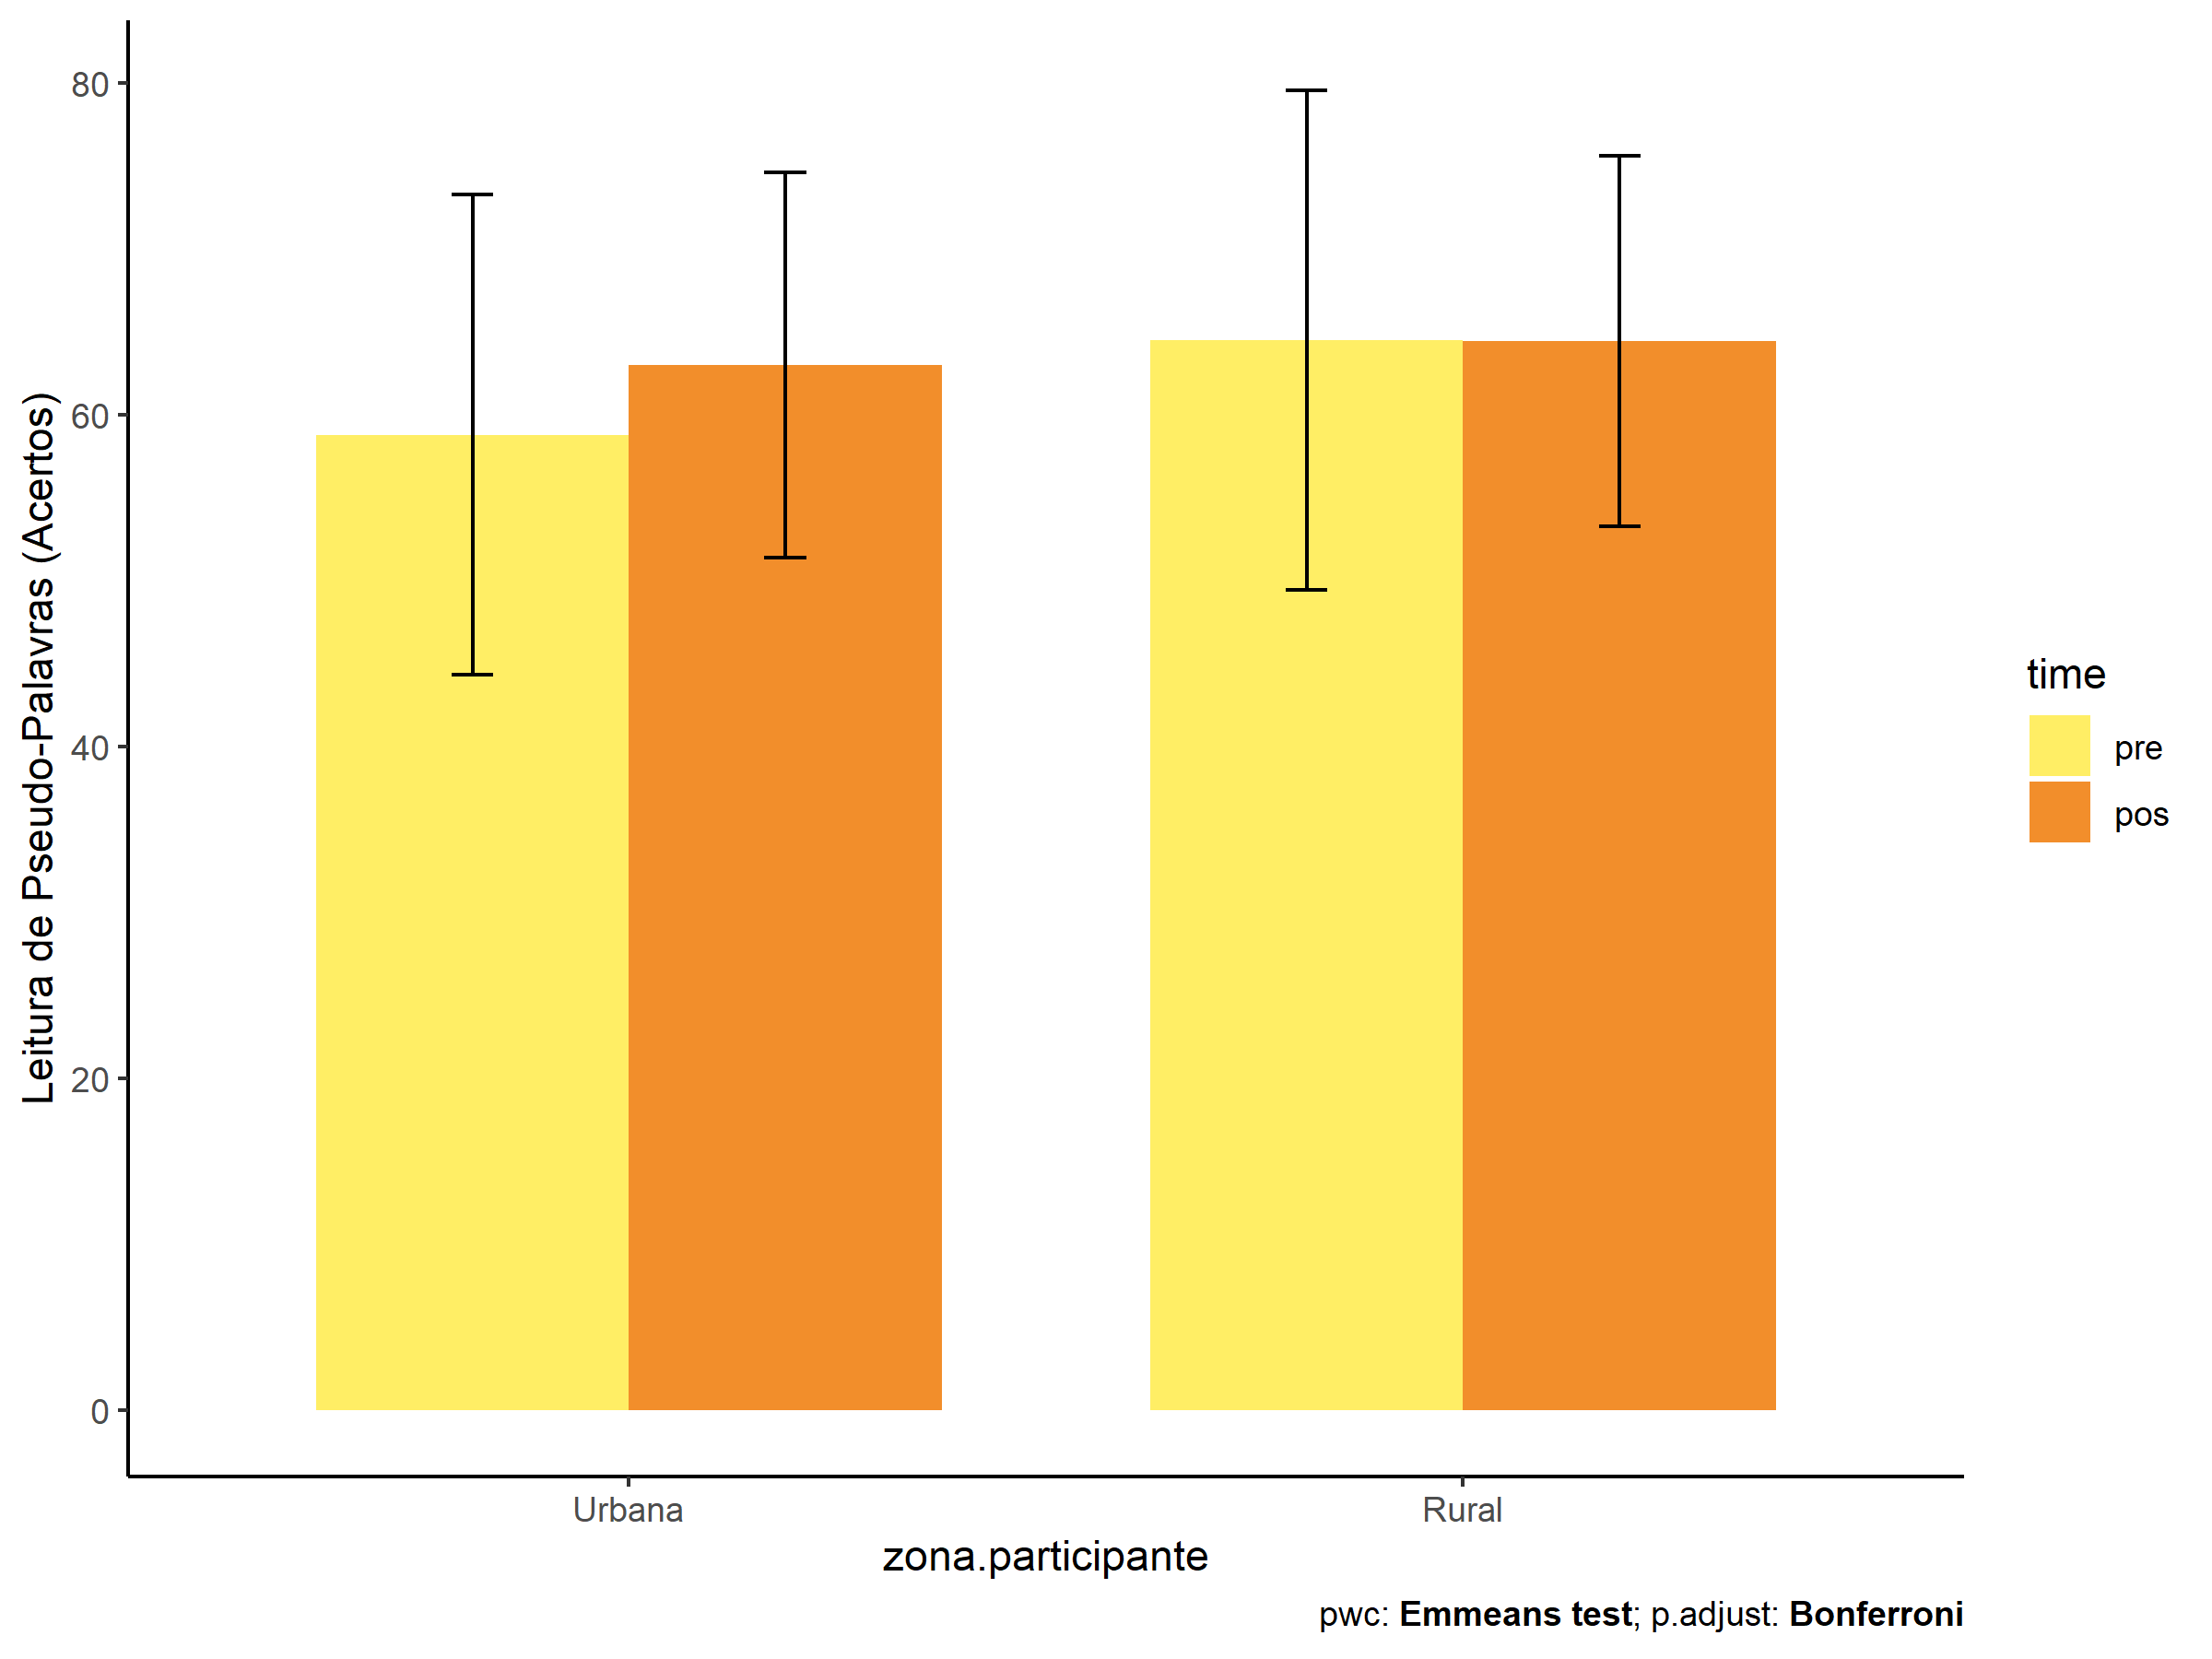 Leitura de Pseudo-Palavras (Acertos)
80
60
40
20
0
Urbana
Rural
zona.participante
time
pre
pos
pwc: Emmeans test; p.adjust: Bonferroni